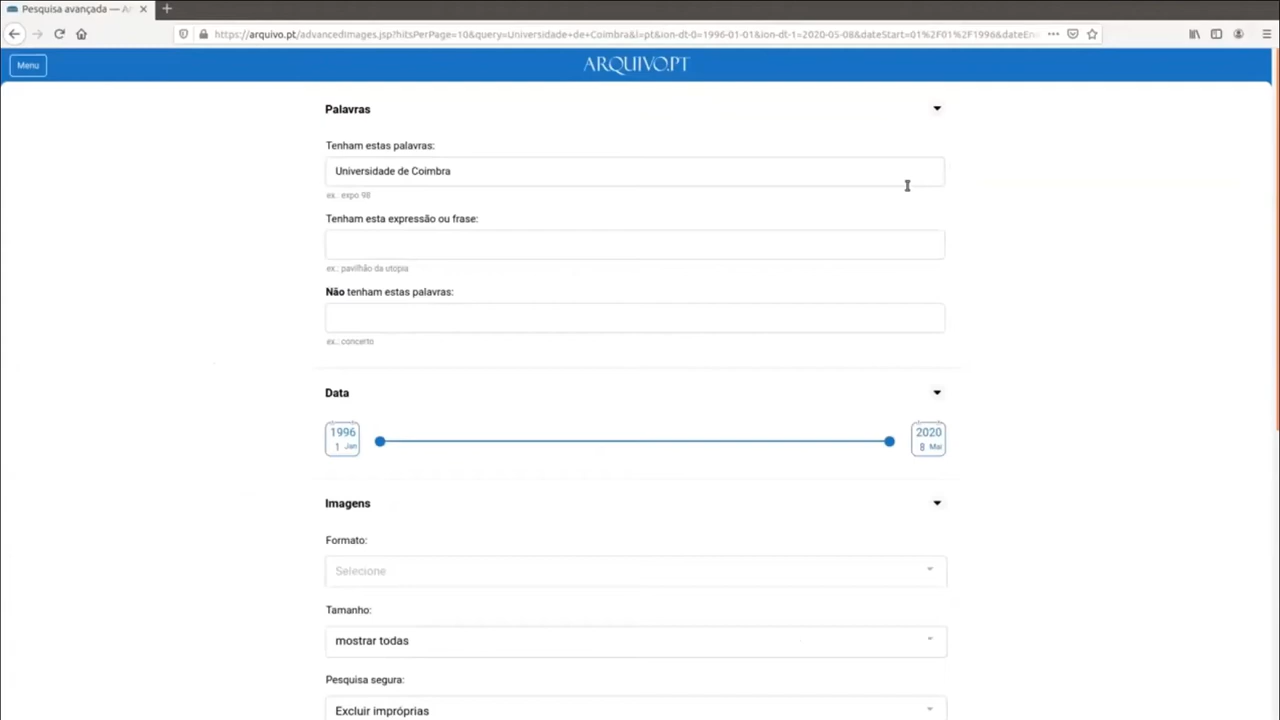 Pesquisa avançada — A
https://arquivo.pt/advancedImages.jsp?hitsPerPage=10&query=Universidade+de+Coimbra&l=pt&ion-dt-0=1996-01-01&ion-dt-1=2020-05-08&dateStart=01%2F01%2F1996&dateEn
Menu
ARQUIVO.PT
Palavras
Tenham estas palavras:
Universidade de Coimbra
ex.: expo 98
Tenham esta expressão ou frase:
ex.: pavilhão da utopia
Não tenham estas palavras:
ex.: concerto
Data
1996
1 Jan
2020
8 Mai
Imagens
Formato:
Selecione
Tamanho:
mostrar todas
Pesquisa segura:
Excluir impróprias